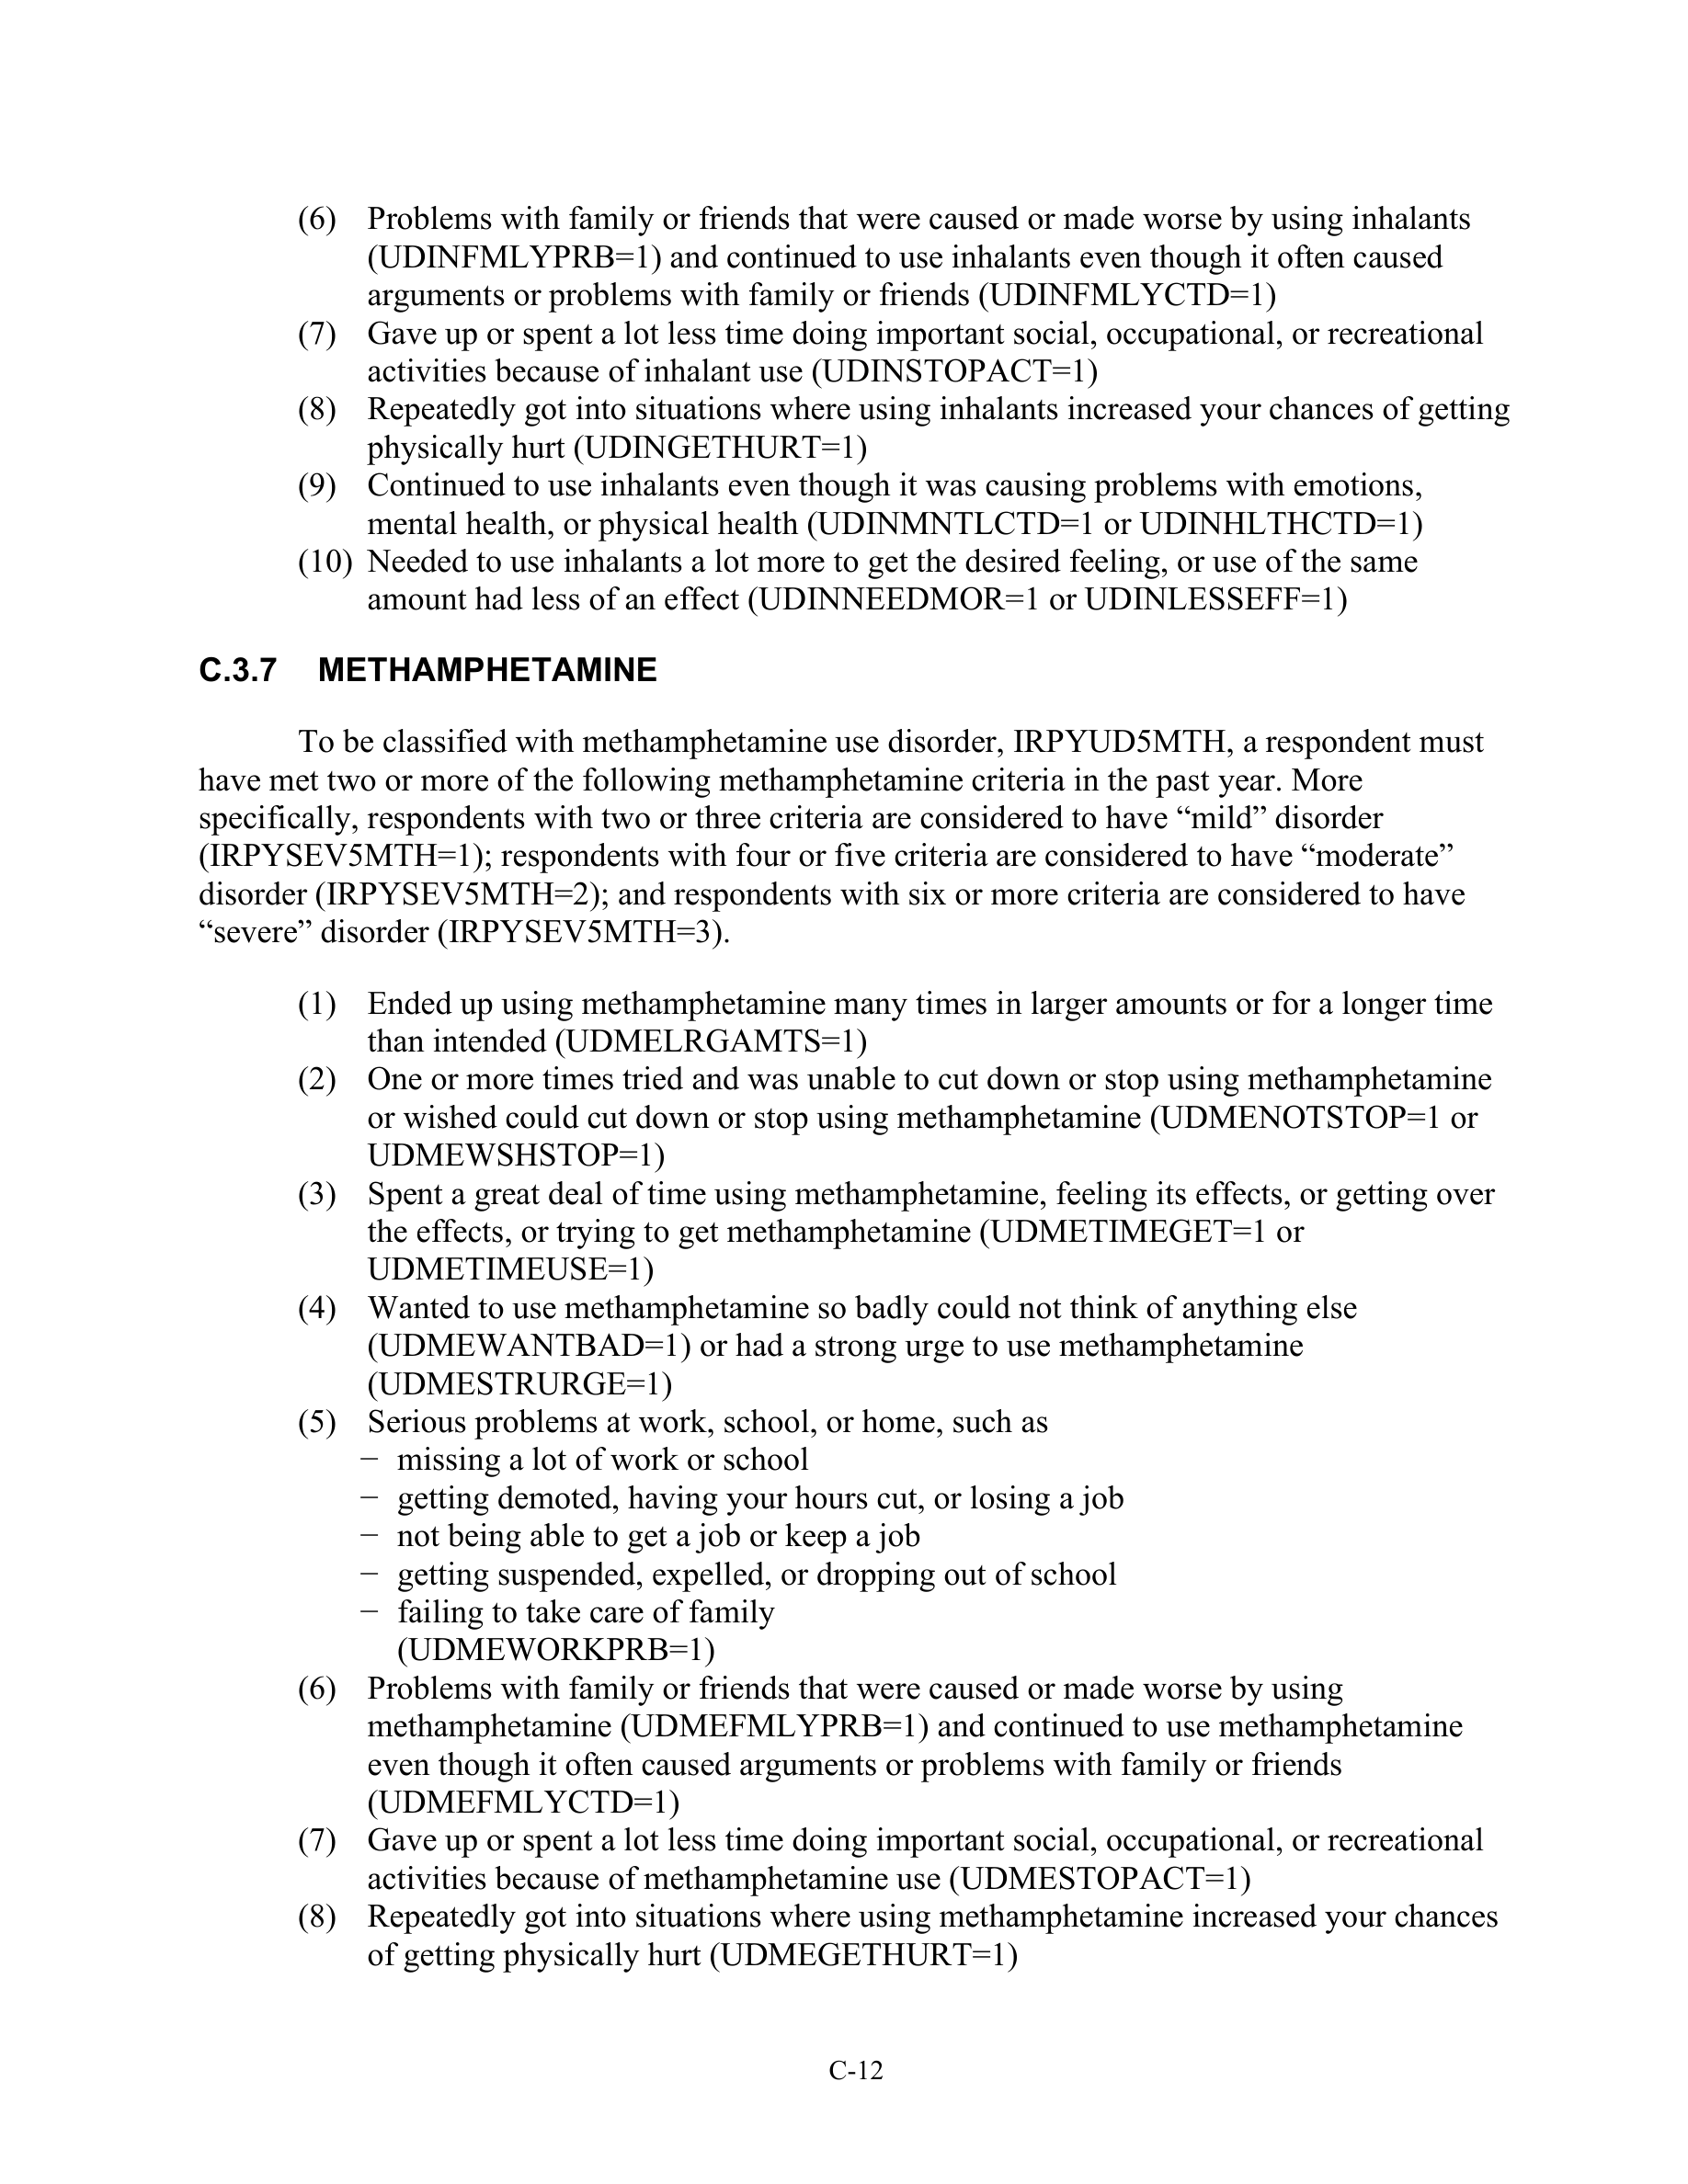 (6) Problems with family or friends that were caused or made worse by using inhalants
(UDINFMLYPRB=1) and continued to use inhalants even though it often caused
arguments or problems with family or friends (UDINFMLYCTD=1)
(7) Gave up or spent a lot less time doing important social, occupational, or recreational
activities because of inhalant use (UDINSTOPACT=1)
(8) Repeatedly got into situations where using inhalants increased your chances of getting
physically hurt (UDINGETHURT=1)
(9) Continued to use inhalants even though it was causing problems with emotions,
mental health, or physical health (UDINMNTLCTD=1 or UDINHLTHCTD=1)
(10) Needed to use inhalants a lot more to get the desired feeling, or use of the same
amount had less of an effect (UDINNEEDMOR=1 or UDINLESSEFF=1)
C.3.7 METHAMPHETAMINE
To be classified with methamphetamine use disorder, IRPYUD5MTH, a respondent must
have met two or more of the following methamphetamine criteria in the past year. More
specifically, respondents with two or three criteria are considered to have “mild” disorder
(IRPYSEV5MTH=1); respondents with four or five criteria are considered to have “moderate”
disorder (IRPYSEV5MTH=2); and respondents with six or more criteria are considered to have
“severe” disorder (IRPYSEV5MTH=3).
(1) Ended up using methamphetamine many times in larger amounts or for a longer time
than intended (UDMELRGAMTS=1)
(2) One or more times tried and was unable to cut down or stop using methamphetamine
or wished could cut down or stop using methamphetamine (UDMENOTSTOP=1 or
UDMEWSHSTOP=1)
(3) Spent a great deal of time using methamphetamine, feeling its effects, or getting over
the effects, or trying to get methamphetamine (UDMETIMEGET=1 or
UDMETIMEUSE=1)
(4) Wanted to use methamphetamine so badly could not think of anything else
(UDMEWANTBAD=1) or had a strong urge to use methamphetamine
(UDMESTRURGE=1)
(5) Serious problems at work, school, or home, such as
− missing a lot of work or school
− getting demoted, having your hours cut, or losing a job
− not being able to get a job or keep a job
− getting suspended, expelled, or dropping out of school
− failing to take care of family
(UDMEWORKPRB=1)
(6) Problems with family or friends that were caused or made worse by using
methamphetamine (UDMEFMLYPRB=1) and continued to use methamphetamine
even though it often caused arguments or problems with family or friends
(UDMEFMLYCTD=1)
(7) Gave up or spent a lot less time doing important social, occupational, or recreational
activities because of methamphetamine use (UDMESTOPACT=1)
(8) Repeatedly got into situations where using methamphetamine increased your chances
of getting physically hurt (UDMEGETHURT=1)
C-12